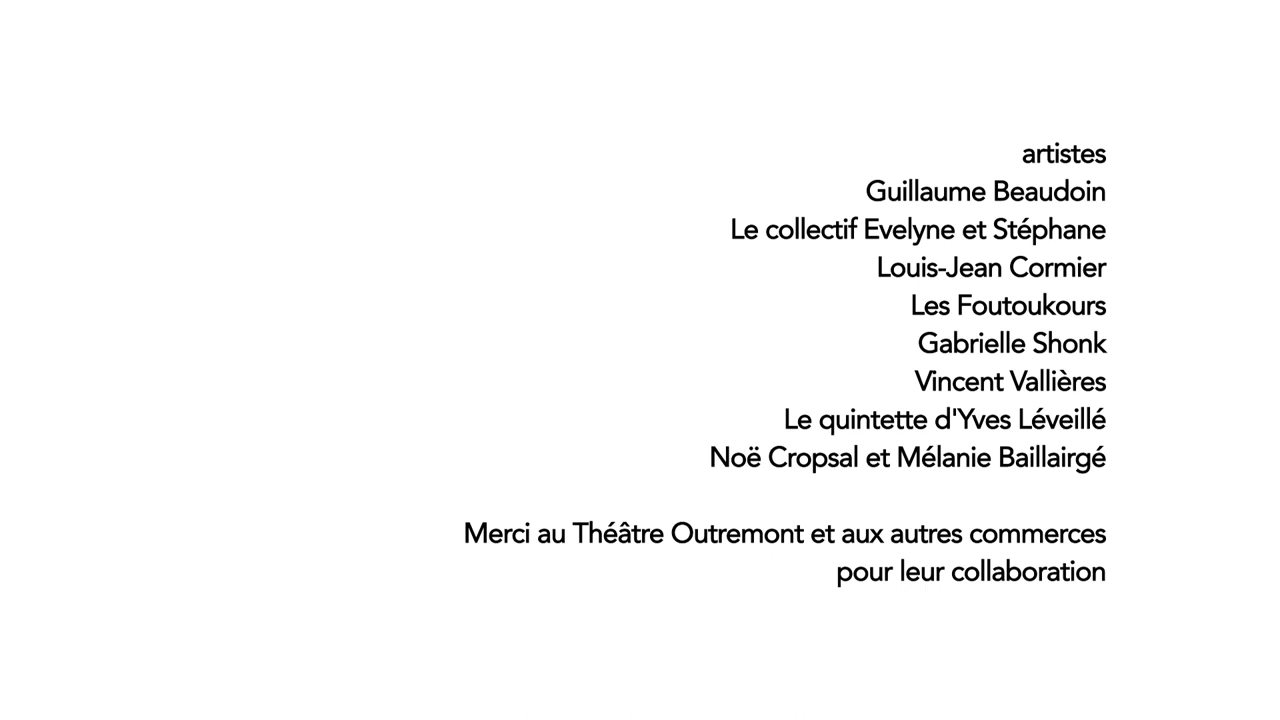 artistes
Guillaume Beaudoin
Le collectif Evelyne et Stéphane
Louis-Jean Cormier
Les Foutoukours
Gabrielle Shonk
Vincent Vallières
Le quintette d'Yves Léveillé
Noë Cropsal et Mélanie Baillairgé
Merci au Théâtre Outremont et aux autres commerces
pour leur collaboration